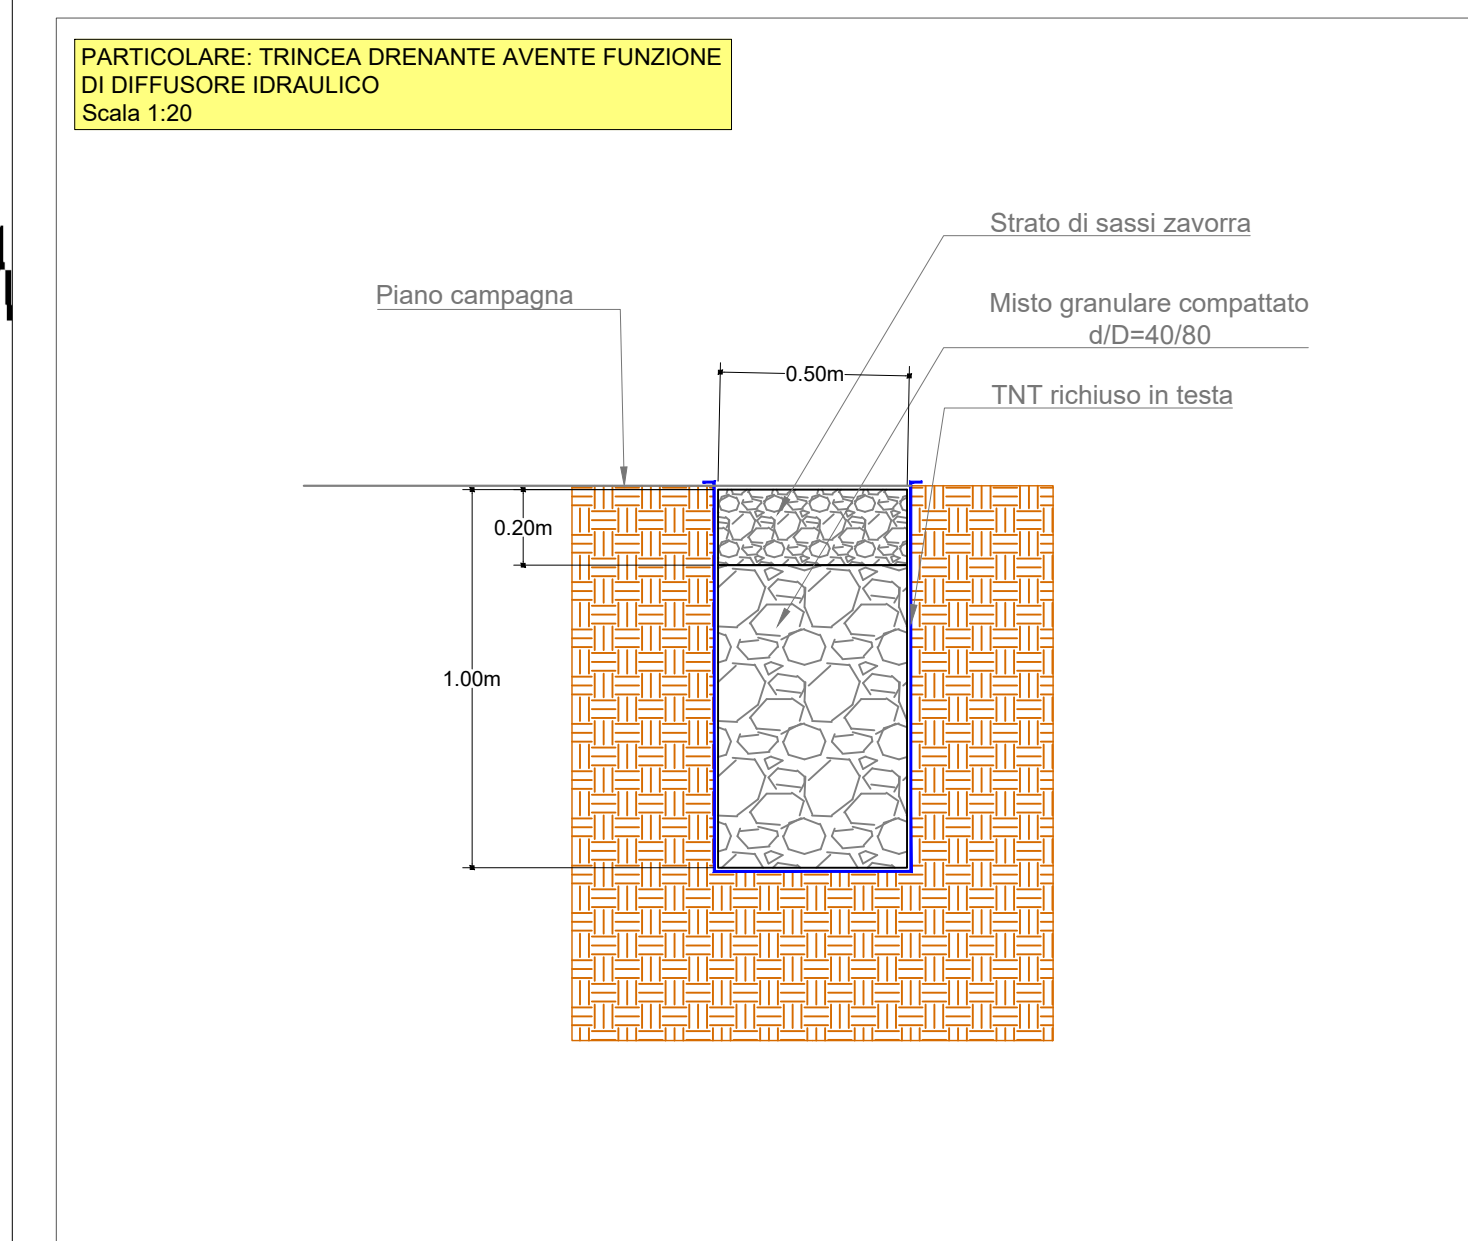 PARTICOLARE: TRINCEA DRENANTE AVENTE FUNZIONE
DI DIFFUSORE IDRAULICO
Scala 1:20
Strato di sassi zavorra
Piano campagna
Misto granulare compattato
d/D=40/80
0.50m
TNT richiuso in testa
0.20m
1.00m